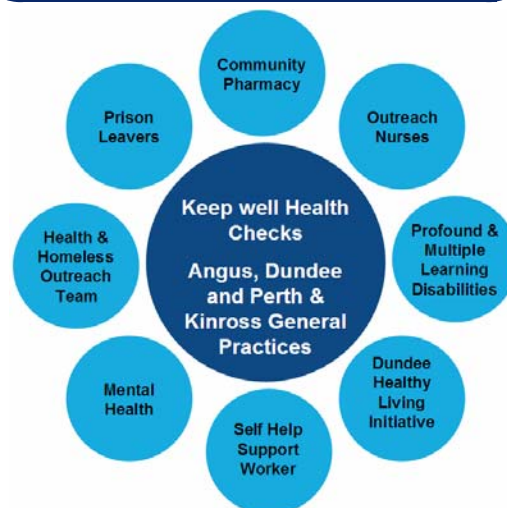 Community
Pharmacy
Outreach
Nurses
Profound &
Multiple
Learning
Disabilities
Dundee
Healthy
Living
Initiative
Self Help
Support
Worker
Mental
Health
Health &
Homeless
Outreach
Team
Prison
Leavers
Keep well Health
Checks
Angus, Dundee
and Perth &
Kinross General
Practices